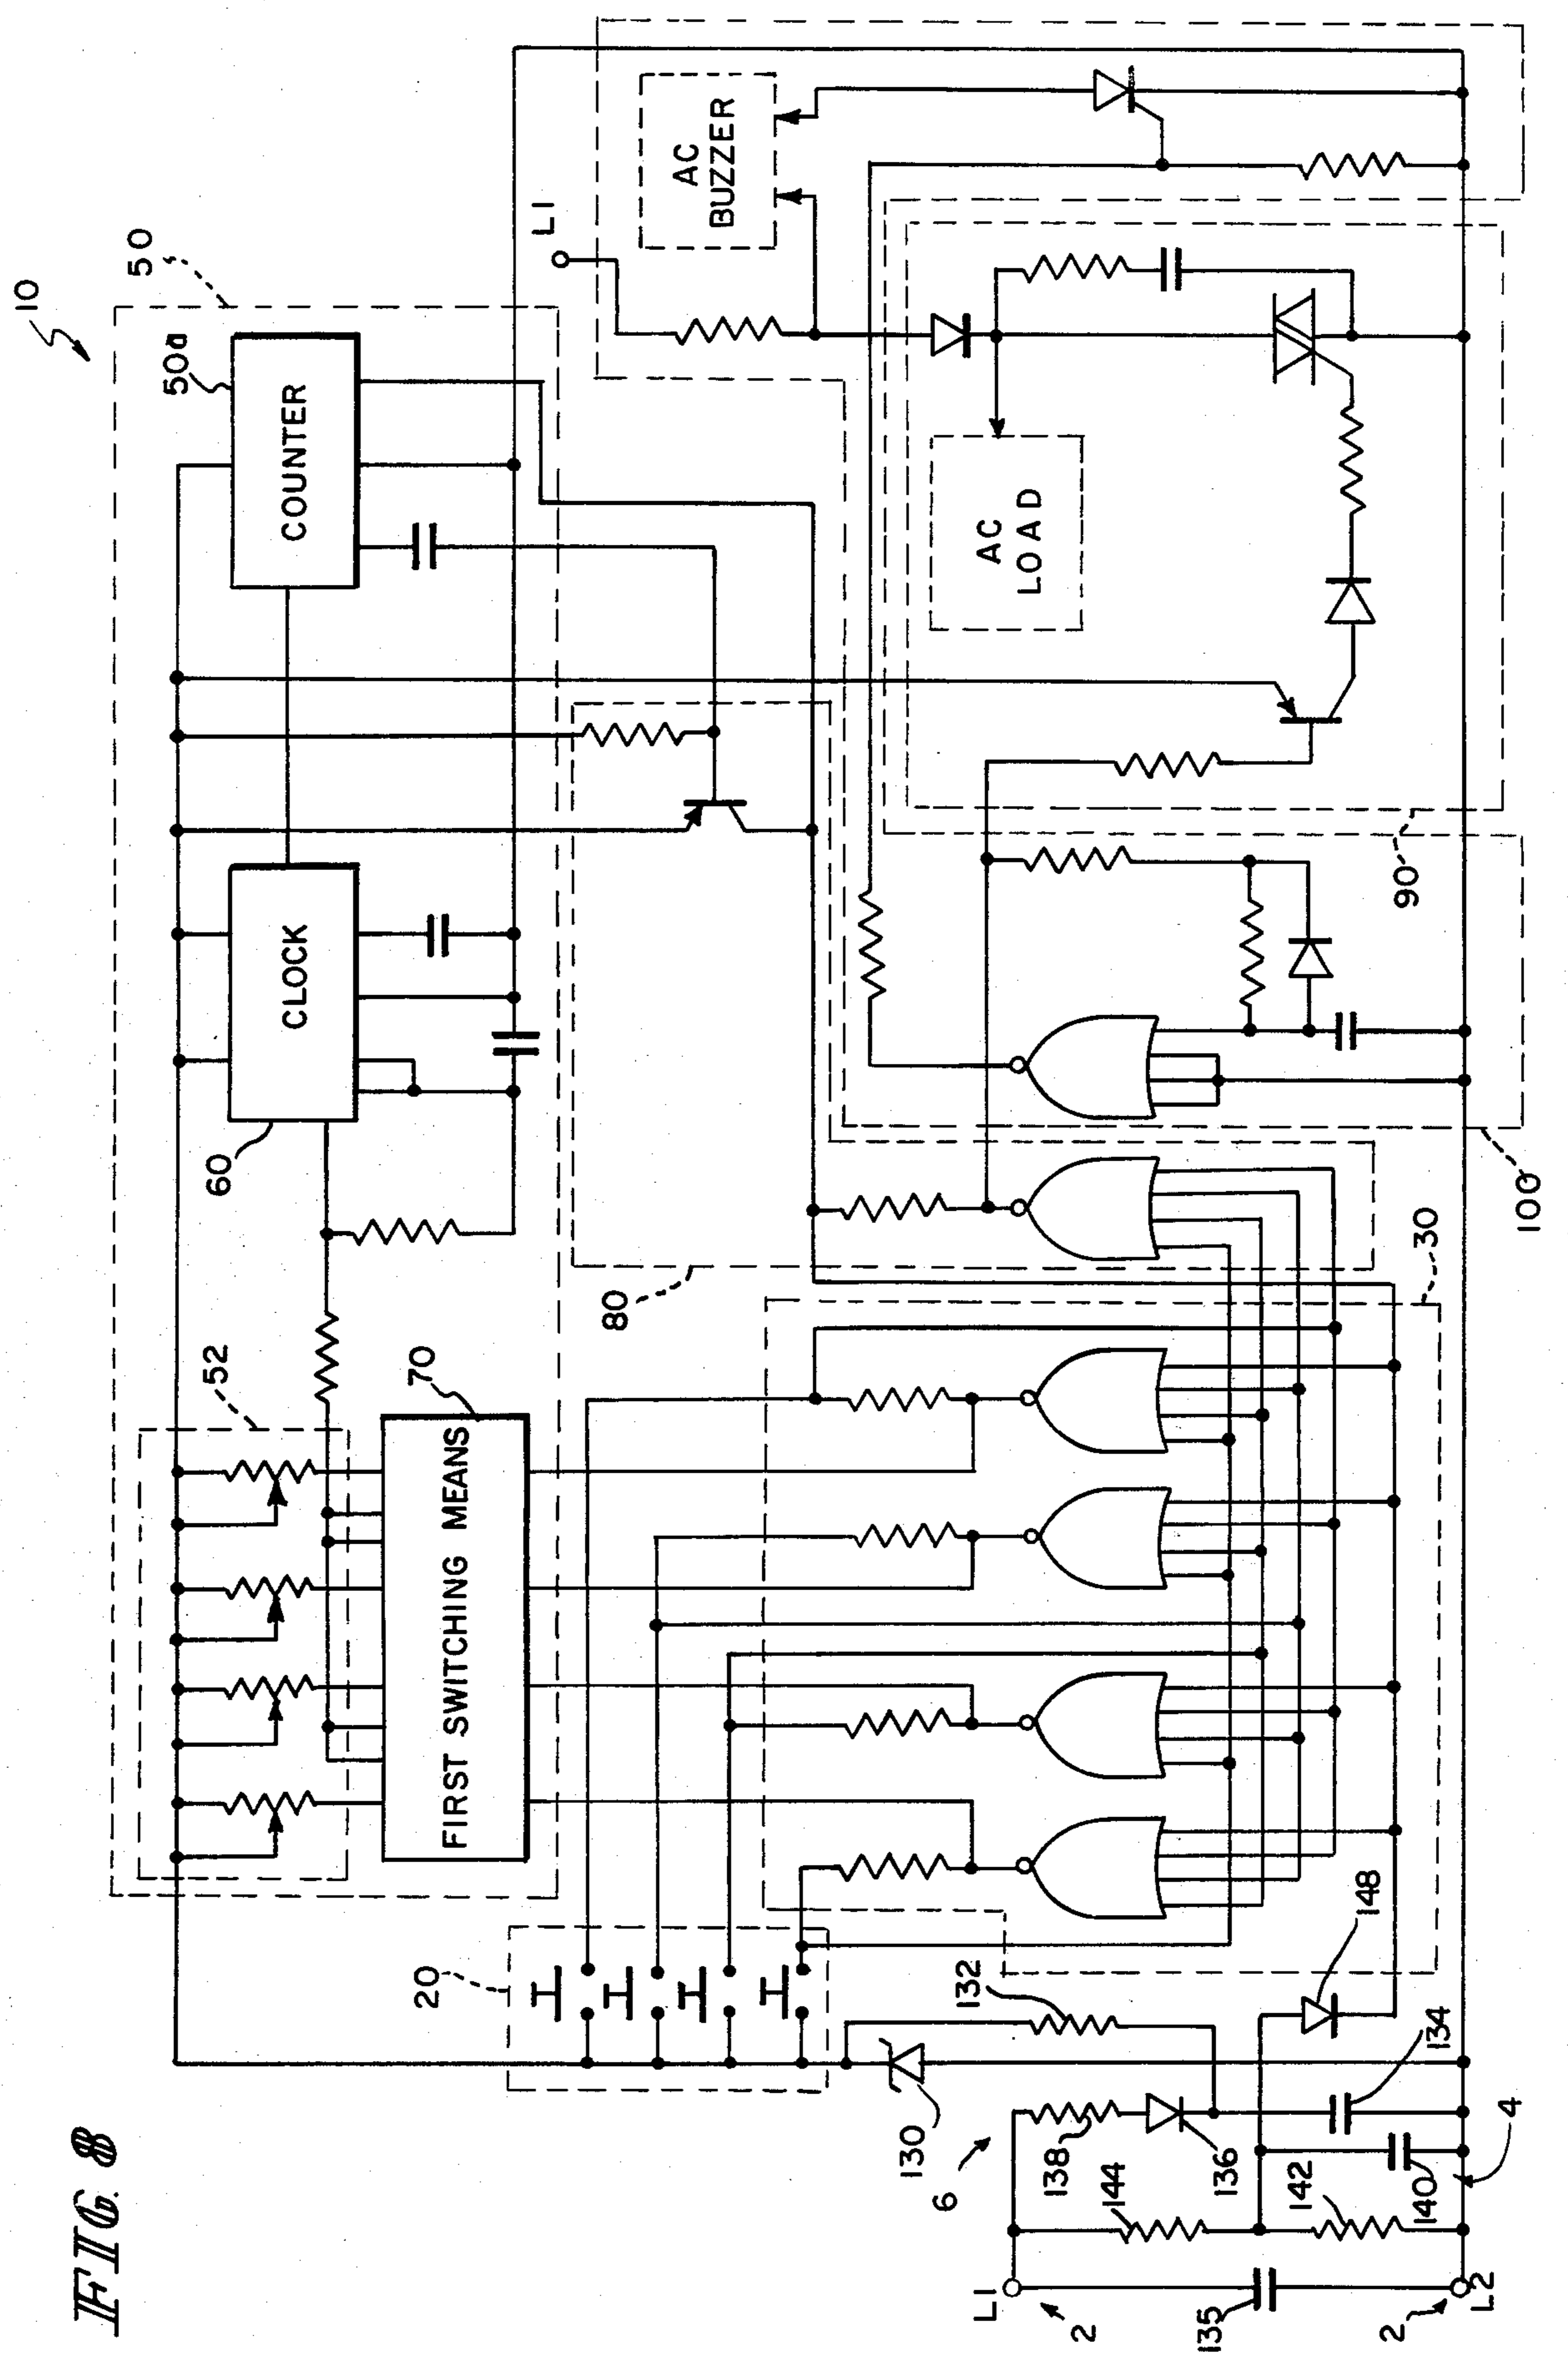 FIG. 8
10
50
50a
COUNTER
CLOCK
60
52
70
FIRST SWITCHING MEANS
20
80
30
L1
AC
BUZZER
AC
LOAD
90
100
6
130
132
134
148
138
136
144
142
140
4
L1
2
135
2
L2